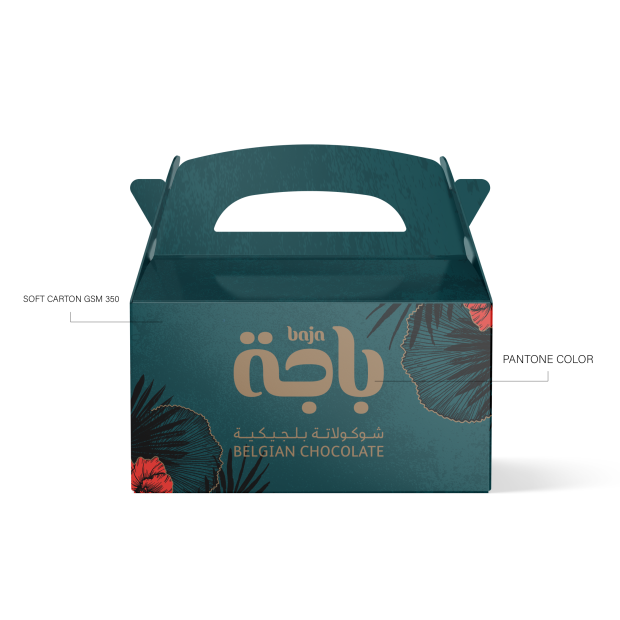 SOFT CARTON GSM 350
baja
باجة
PANTONE COLOR
شوكولاتة بلجيكية
BELGIAN CHOCOLATE